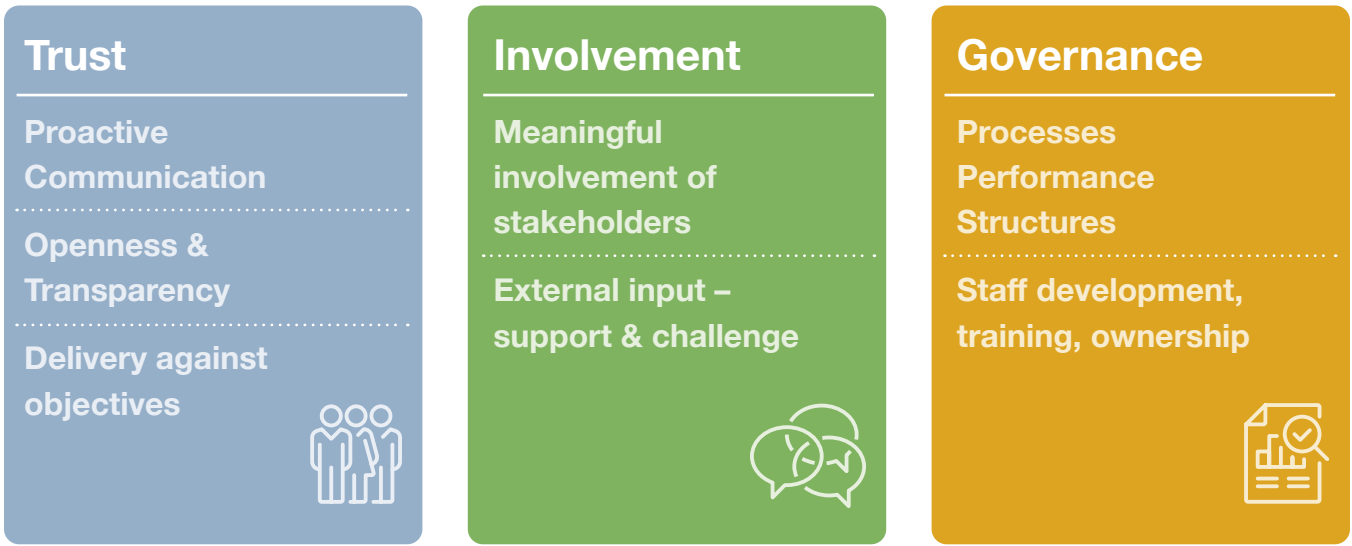 Trust
Proactive
Communication
Openness &
Transparency
Delivery against
objectives
Involvement
Meaningful
involvement of
stakeholders
External input –
support & challenge
Governance
Processes
Performance
Structures
Staff development,
training, ownership